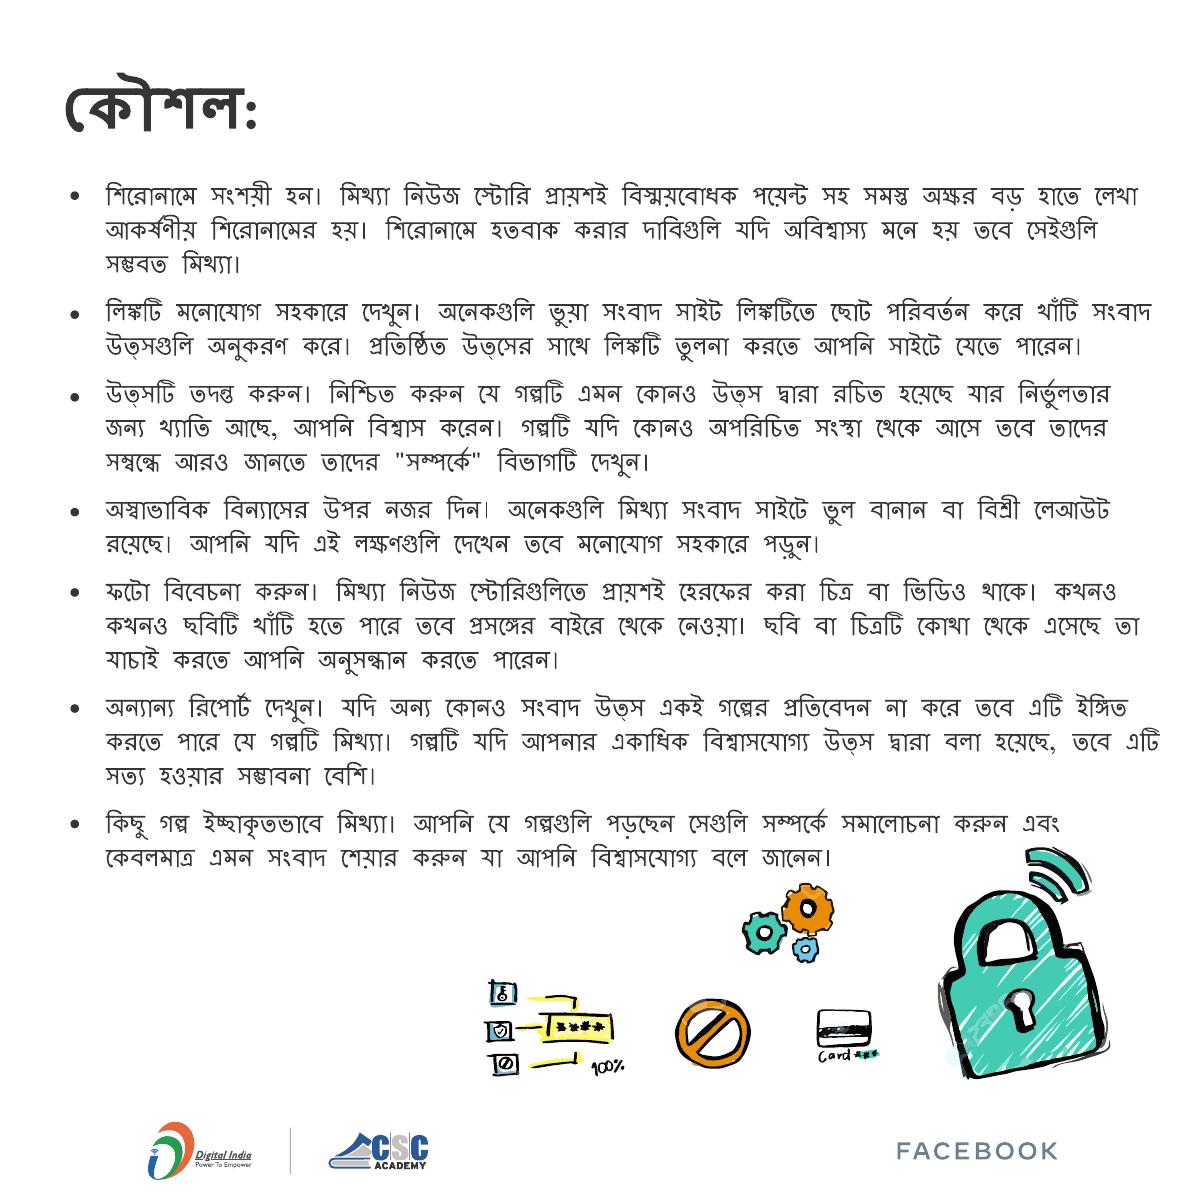 কৌশল:
• শিরোনামে সংশয়ী হন। মিথ্যা নিউজ স্টোরি প্রায়শই বিস্ময়বোধক পয়েন্ট সহ সমস্ত অক্ষর বড় হাতে লেখা
আকর্ষণীয় শিরোনামের হয়। শিরোনামে হতবাক করার দাবিগুলি যদি অবিশ্বাস্য মনে হয় তবে সেইগুলি
সম্ভবত মিথ্যা।
• লিঙ্কটি মনোযোগ সহকারে দেখুন। অনেকগুলি ভুয়া সংবাদ সাইট লিঙ্কটিতে ছোট পরিবর্তন করে খাঁটি সংবাদ
উত্সগুলি অনুকরণ করে। প্রতিষ্ঠিত উত্সের সাথে লিঙ্কটি তুলনা করতে আপনি সাইটে যেতে পারেন।
• উত্সটি তদন্ত করুন। নিশ্চিত করুন যে গল্পটি এমন কোনও উত্স দ্বারা রচিত হয়েছে যার নির্ভুলতার
জন্য খ্যাতি আছে, আপনি বিশ্বাস করেন। গল্পটি যদি কোনও অপরিচিত সংস্থা থেকে আসে তবে তাদের
সম্বন্ধে আরও জানতে তাদের "সম্পর্কে" বিভাগটি দেখুন।
• অস্বাভাবিক বিন্যাসের উপর নজর দিন। অনেকগুলি মিথ্যা সংবাদ সাইটে ভুল বানান বা বিশ্রী লেআউট
রয়েছে। আপনি যদি এই লক্ষণগুলি দেখেন তবে মনোযোগ সহকারে পড়ুন।
• ফটো বিবেচনা করুন। মিথ্যা নিউজ স্টোরিগুলিতে প্রায়শই হেরফের করা চিত্র বা ভিডিও থাকে। কখনও
কখনও ছবিটি খাঁটি হতে পারে তবে প্রসঙ্গের বাইরে থেকে নেওয়া। ছবি বা চিত্রটি কোথা থেকে এসেছে তা
যাচাই করতে আপনি অনুসন্ধান করতে পারেন।
• অন্যান্য রিপোর্ট দেখুন। যদি অন্য কোনও সংবাদ উত্স একই গল্পের প্রতিবেদন না করে তবে এটি ইঙ্গিত
করতে পারে যে গল্পটি মিথ্যা। গল্পটি যদি আপনার একাধিক বিশ্বাসযোগ্য উত্স দ্বারা বলা হয়েছে, তবে এটি
সত্য হওয়ার সম্ভাবনা বেশি।
• কিছু গল্প ইচ্ছাকৃতভাবে মিথ্যা। আপনি যে গল্পগুলি পড়ছেন সেগুলি সম্পর্কে সমালোচনা করুন এবং
কেবলমাত্র এমন সংবাদ শেয়ার করুন যা আপনি বিশ্বাসযোগ্য বলে জানেন।
****
100%
Card ***
Digital India
Power To Empower
CSC
ACADEMY
FACEBOOK